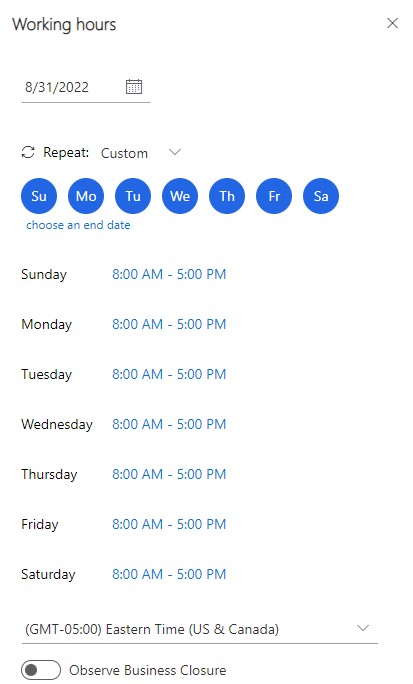 Working hours
8/31/2022
Repeat: Custom
Su Mo Tu We Th Fr Sa
choose an end date
Sunday 8:00 AM - 5:00 PM
Monday 8:00 AM - 5:00 PM
Tuesday 8:00 AM - 5:00 PM
Wednesday 8:00 AM - 5:00 PM
Thursday 8:00 AM - 5:00 PM
Friday 8:00 AM - 5:00 PM
Saturday 8:00 AM - 5:00 PM
(GMT-05:00) Eastern Time (US & Canada)
Observe Business Closure